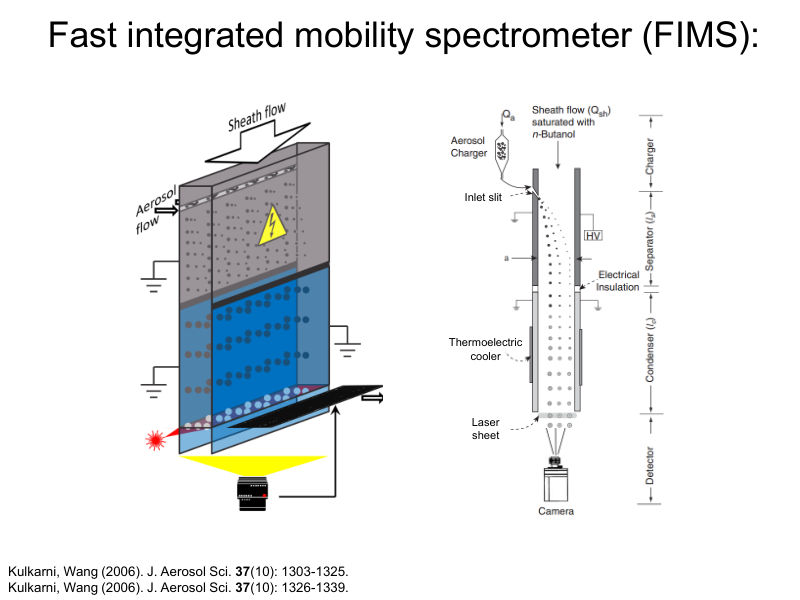 Fast integrated mobility spectrometer (FIMS):
Sheath flow
Aerosol
flow
Qa
Sheath flow (Qsh)
saturated with
n-Butanol
Aerosol
Charger
Inlet slit
HV
a
Electrical
Insulation
Thermoelectric
cooler
Laser
sheet
Camera
Charger
Separator (ls)
Condenser (lc)
Detector
Kulkarni, Wang (2006). J. Aerosol Sci. 37(10): 1303-1325.
Kulkarni, Wang (2006). J. Aerosol Sci. 37(10): 1326-1339.